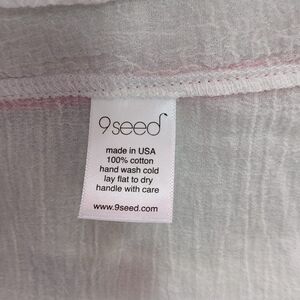 9seed
made in USA
100% cotton
hand wash cold
lay flat to dry
handle with care
www.9seed.com